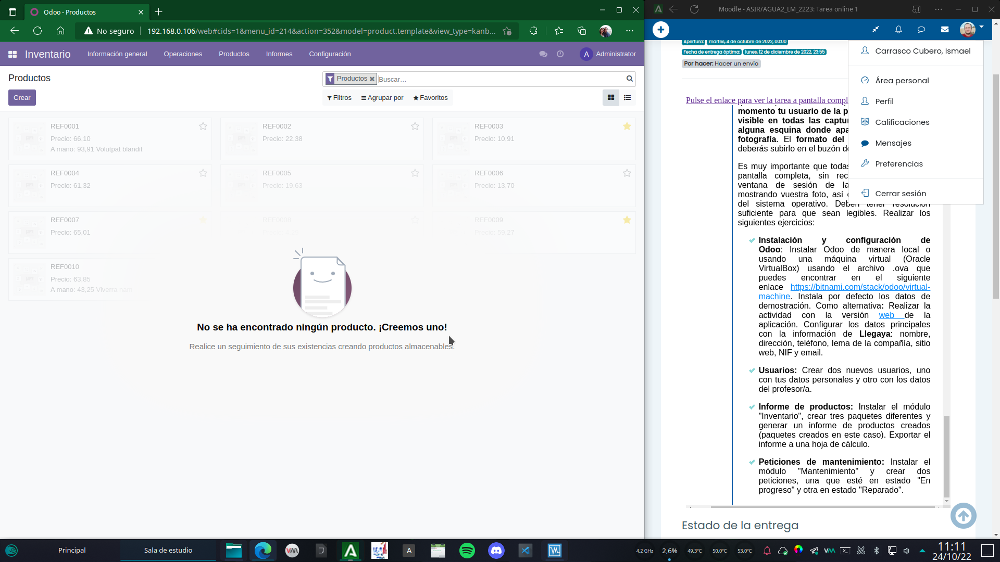 Odoo - Productos
No seguro
192.168.0.106/web#cids=1&menu_id=214&action=352&model=product.template&view_type=kanb...
Inventario
Información general
Operaciones
Productos
Informes
Configuración
A
Administrator
Productos
Productos
Buscar...
Crear
Filtros
Agrupar por
Favoritos
REF0001
Precio: 66,10
A mano: 93,91 Volutpat blandit
REF0002
Precio: 22,38
REF0003
Precio: 10,91
REF0004
Precio: 61,32
REF0005
Precio: 19,63
REF0006
Precio: 13,70
REF0007
Precio: 65,01
REF0008
REF0009
Precio: 59,27
REF0010
Precio: 63,85
A mano: 43,25 Viverra nam
No se ha encontrado ningún producto. ¡Creemos uno!
Realice un seguimiento de sus existencias creando productos almacenables.
Moodle - ASIR/AGUA2_LM_2223: Tarea online 1
Apertura: martes, 4 de octubre de 2022, 00:00
Fecha de entrega óptima: lunes, 12 de diciembre de 2022, 23:55
Por hacer: Hacer un envío
Carrasco Cubero, Ismael
Área personal
Perfil
Calificaciones
Mensajes
Preferencias
Cerrar sesión
Pulse el enlace para ver la tarea a pantalla compl
momento tu usuario de la p
visible en todas las captur
alguna esquina donde apa
fotografía. El formato del
deberás subirlo en el buzón de
Es muy importante que todas
pantalla completa, sin rec
ventana de sesión de la
mostrando vuestra foto, así
del sistema operativo. Deben tener resolución
suficiente para que sean legibles. Realizar los
siguientes ejercicios:
Instalación y configuración de
Odoo: Instalar Odoo de manera local o
usando una máquina virtual (Oracle
VirtualBox) usando el archivo .ova que
puedes encontrar en el siguiente
enlace https://bitnami.com/stack/odoo/virtual-
machine. Instala por defecto los datos de
demostración. Como alternativa: Realizar la
actividad con la versión web de la
aplicación. Configurar los datos principales
con la información de Llegaya: nombre,
dirección, teléfono, lema de la compañía, sitio
web, NIF y email.
Usuarios: Crear dos nuevos usuarios, uno
con tus datos personales y otro con los datos
del profesor/a.
Informe de productos: Instalar el módulo
"Inventario", crear tres paquetes diferentes y
generar un informe de productos creados
(paquetes creados en este caso). Exportar el
informe a una hoja de cálculo.
Peticiones de mantenimiento: Instalar el
módulo "Mantenimiento" y crear dos
peticiones, una que esté en estado "En
progreso" y otra en estado "Reparado".
Estado de la entrega
Principal
Sala de estudio
4,2 GHz
2,6%
49,3°C
50,0°C
53,0°C
11:11
24/10/22